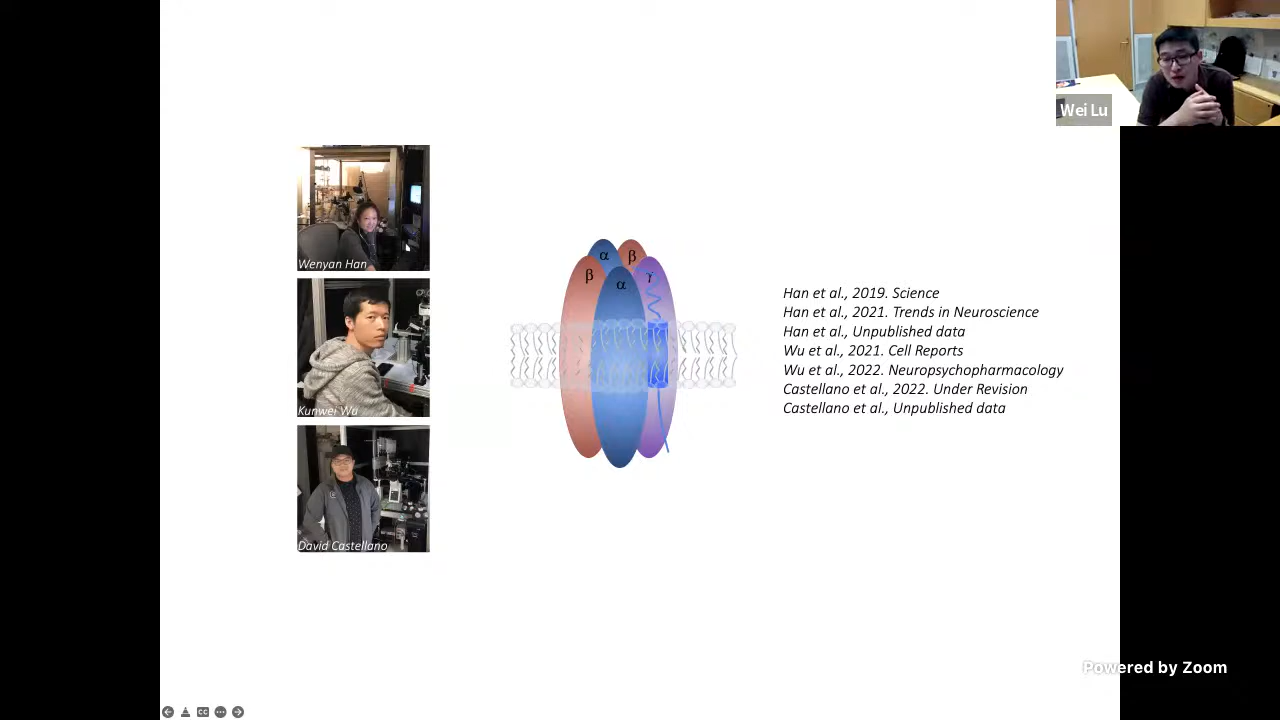 Wei Lu
Wenyan Han
Kunwei Wu
David Castellano
α
β
β
α
γ
Han et al., 2019. Science
Han et al., 2021. Trends in Neuroscience
Han et al., Unpublished data
Wu et al., 2021. Cell Reports
Wu et al., 2022. Neuropsychopharmacology
Castellano et al., 2022. Under Revision
Castellano et al., Unpublished data
Powered by Zoom
CC